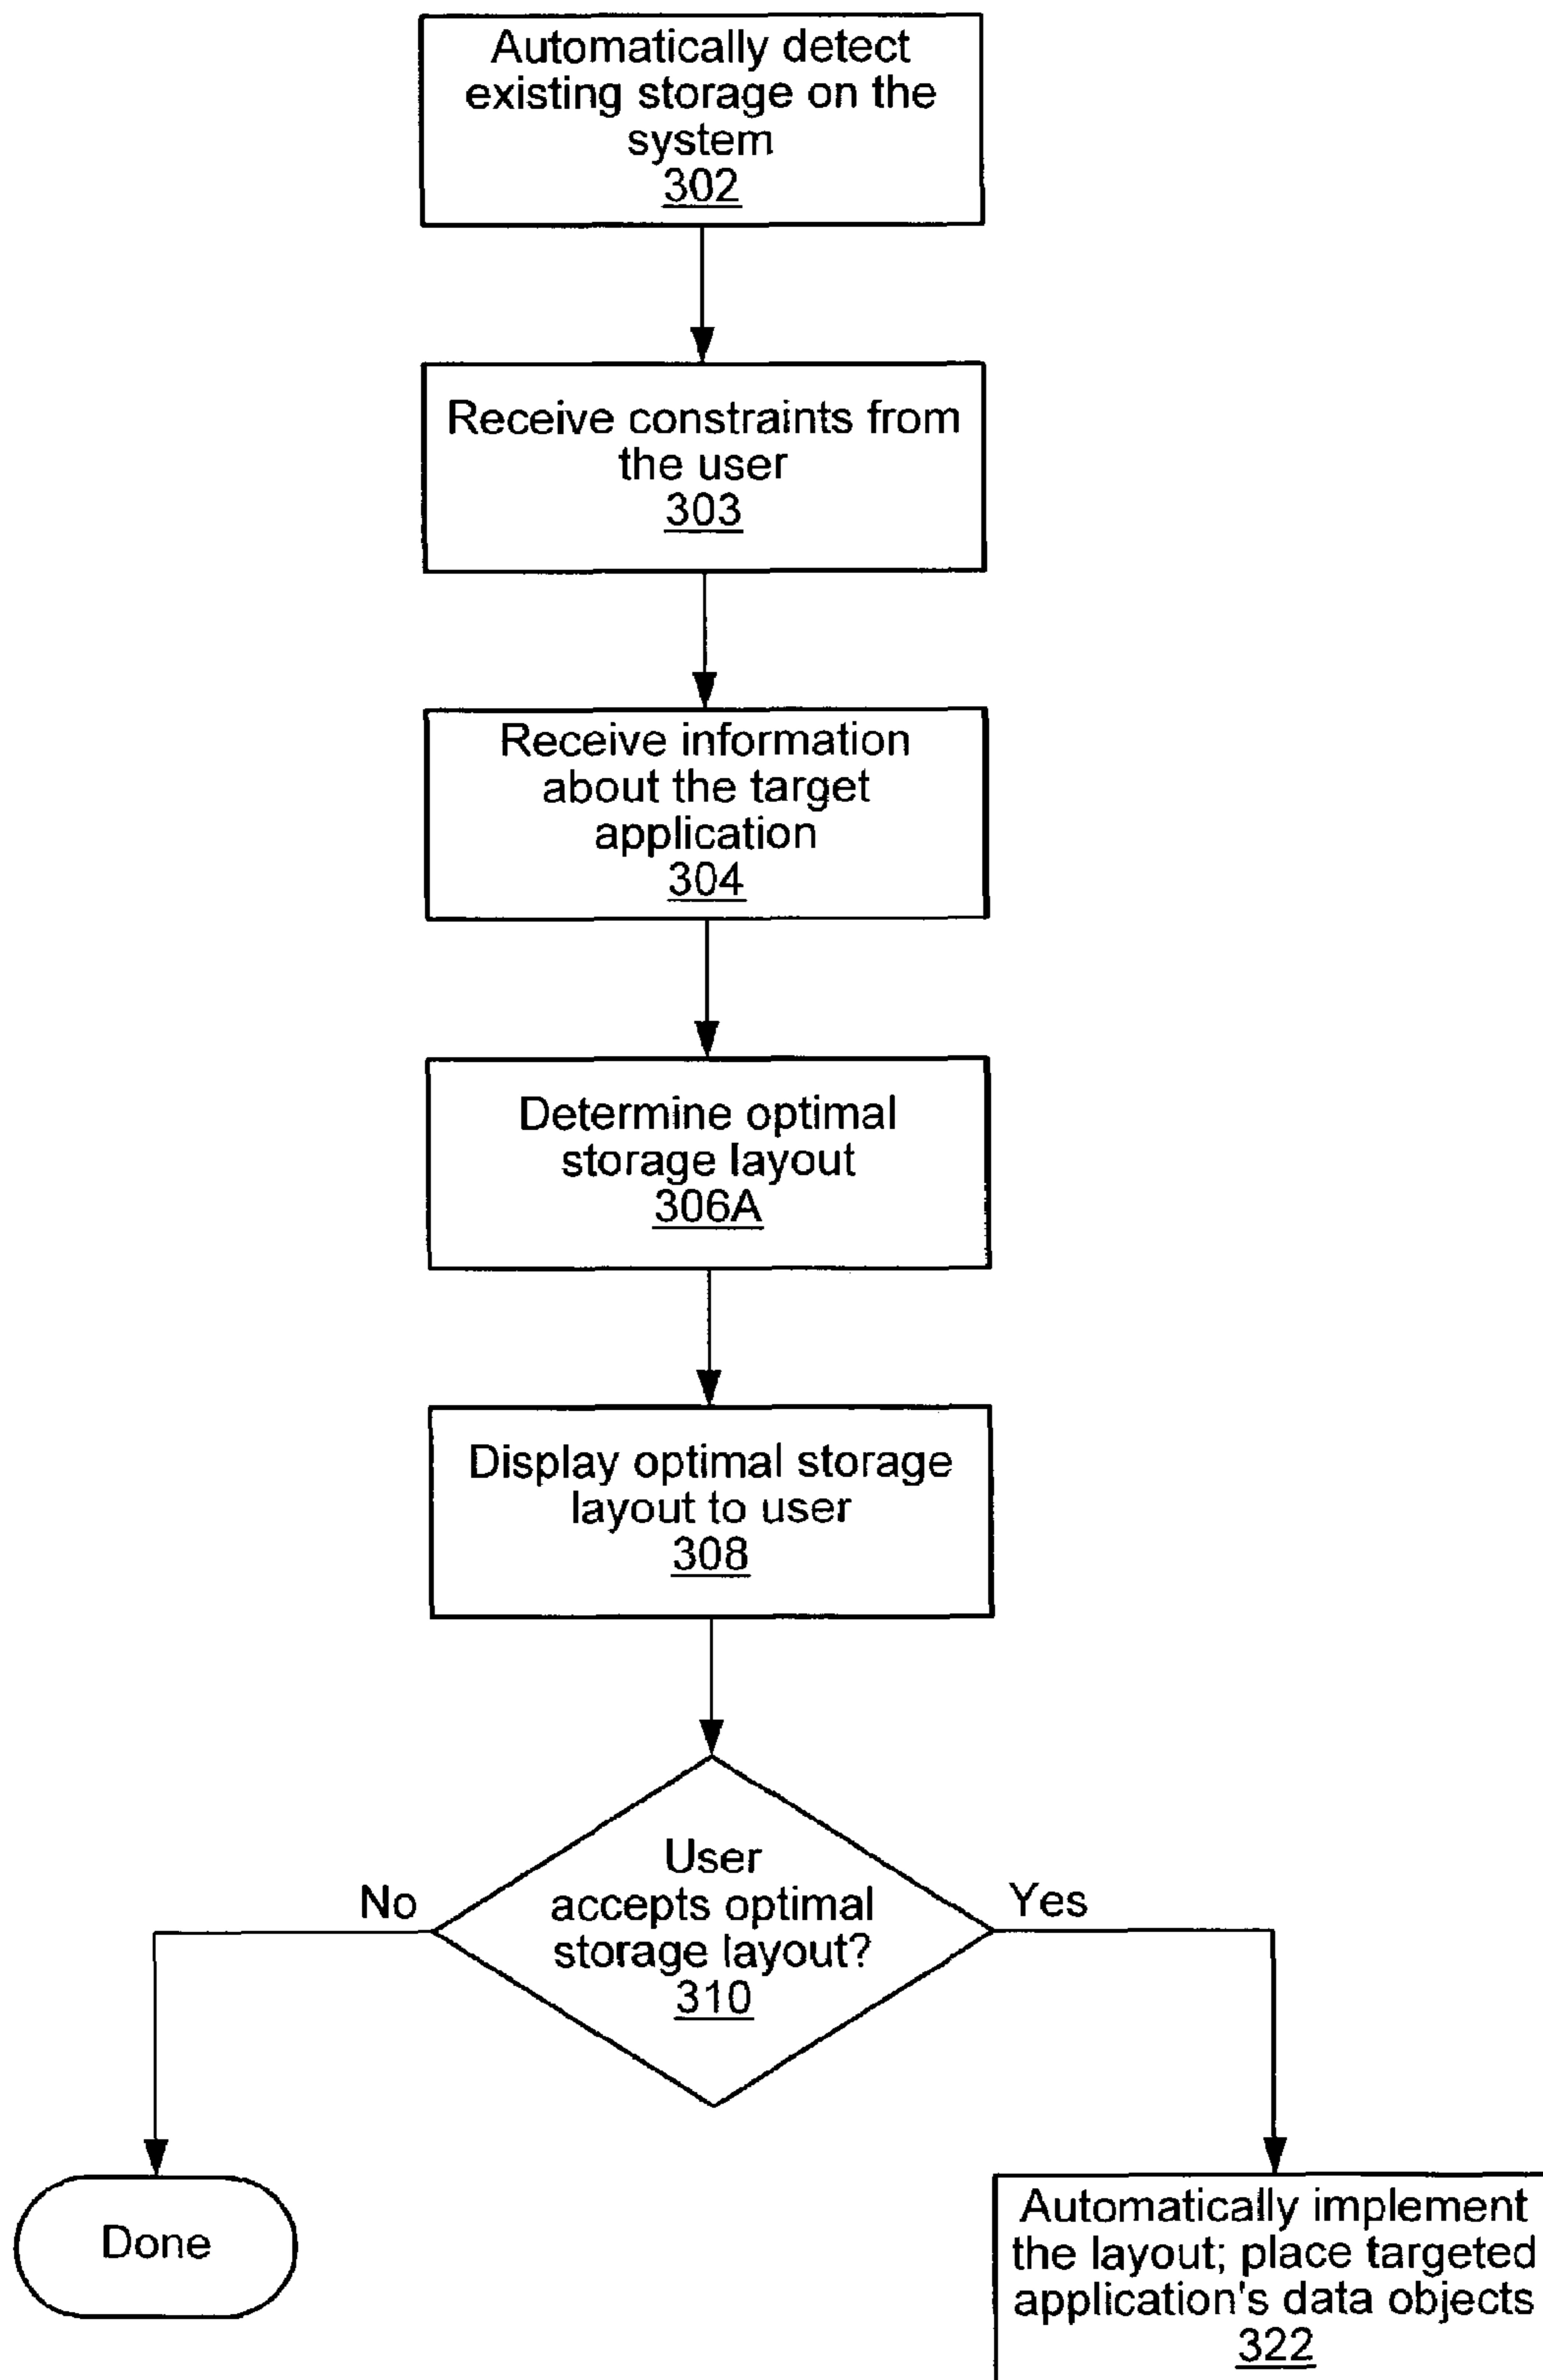 Automatically detect
existing storage on the
system
302
Receive constraints from
the user
303
Receive information
about the target
application
304
Determine optimal
storage layout
306A
Display optimal storage
layout to user
308
User
accepts optimal
storage layout?
310
No
Yes
Done
Automatically implement
the layout; place targeted
application's data objects
322